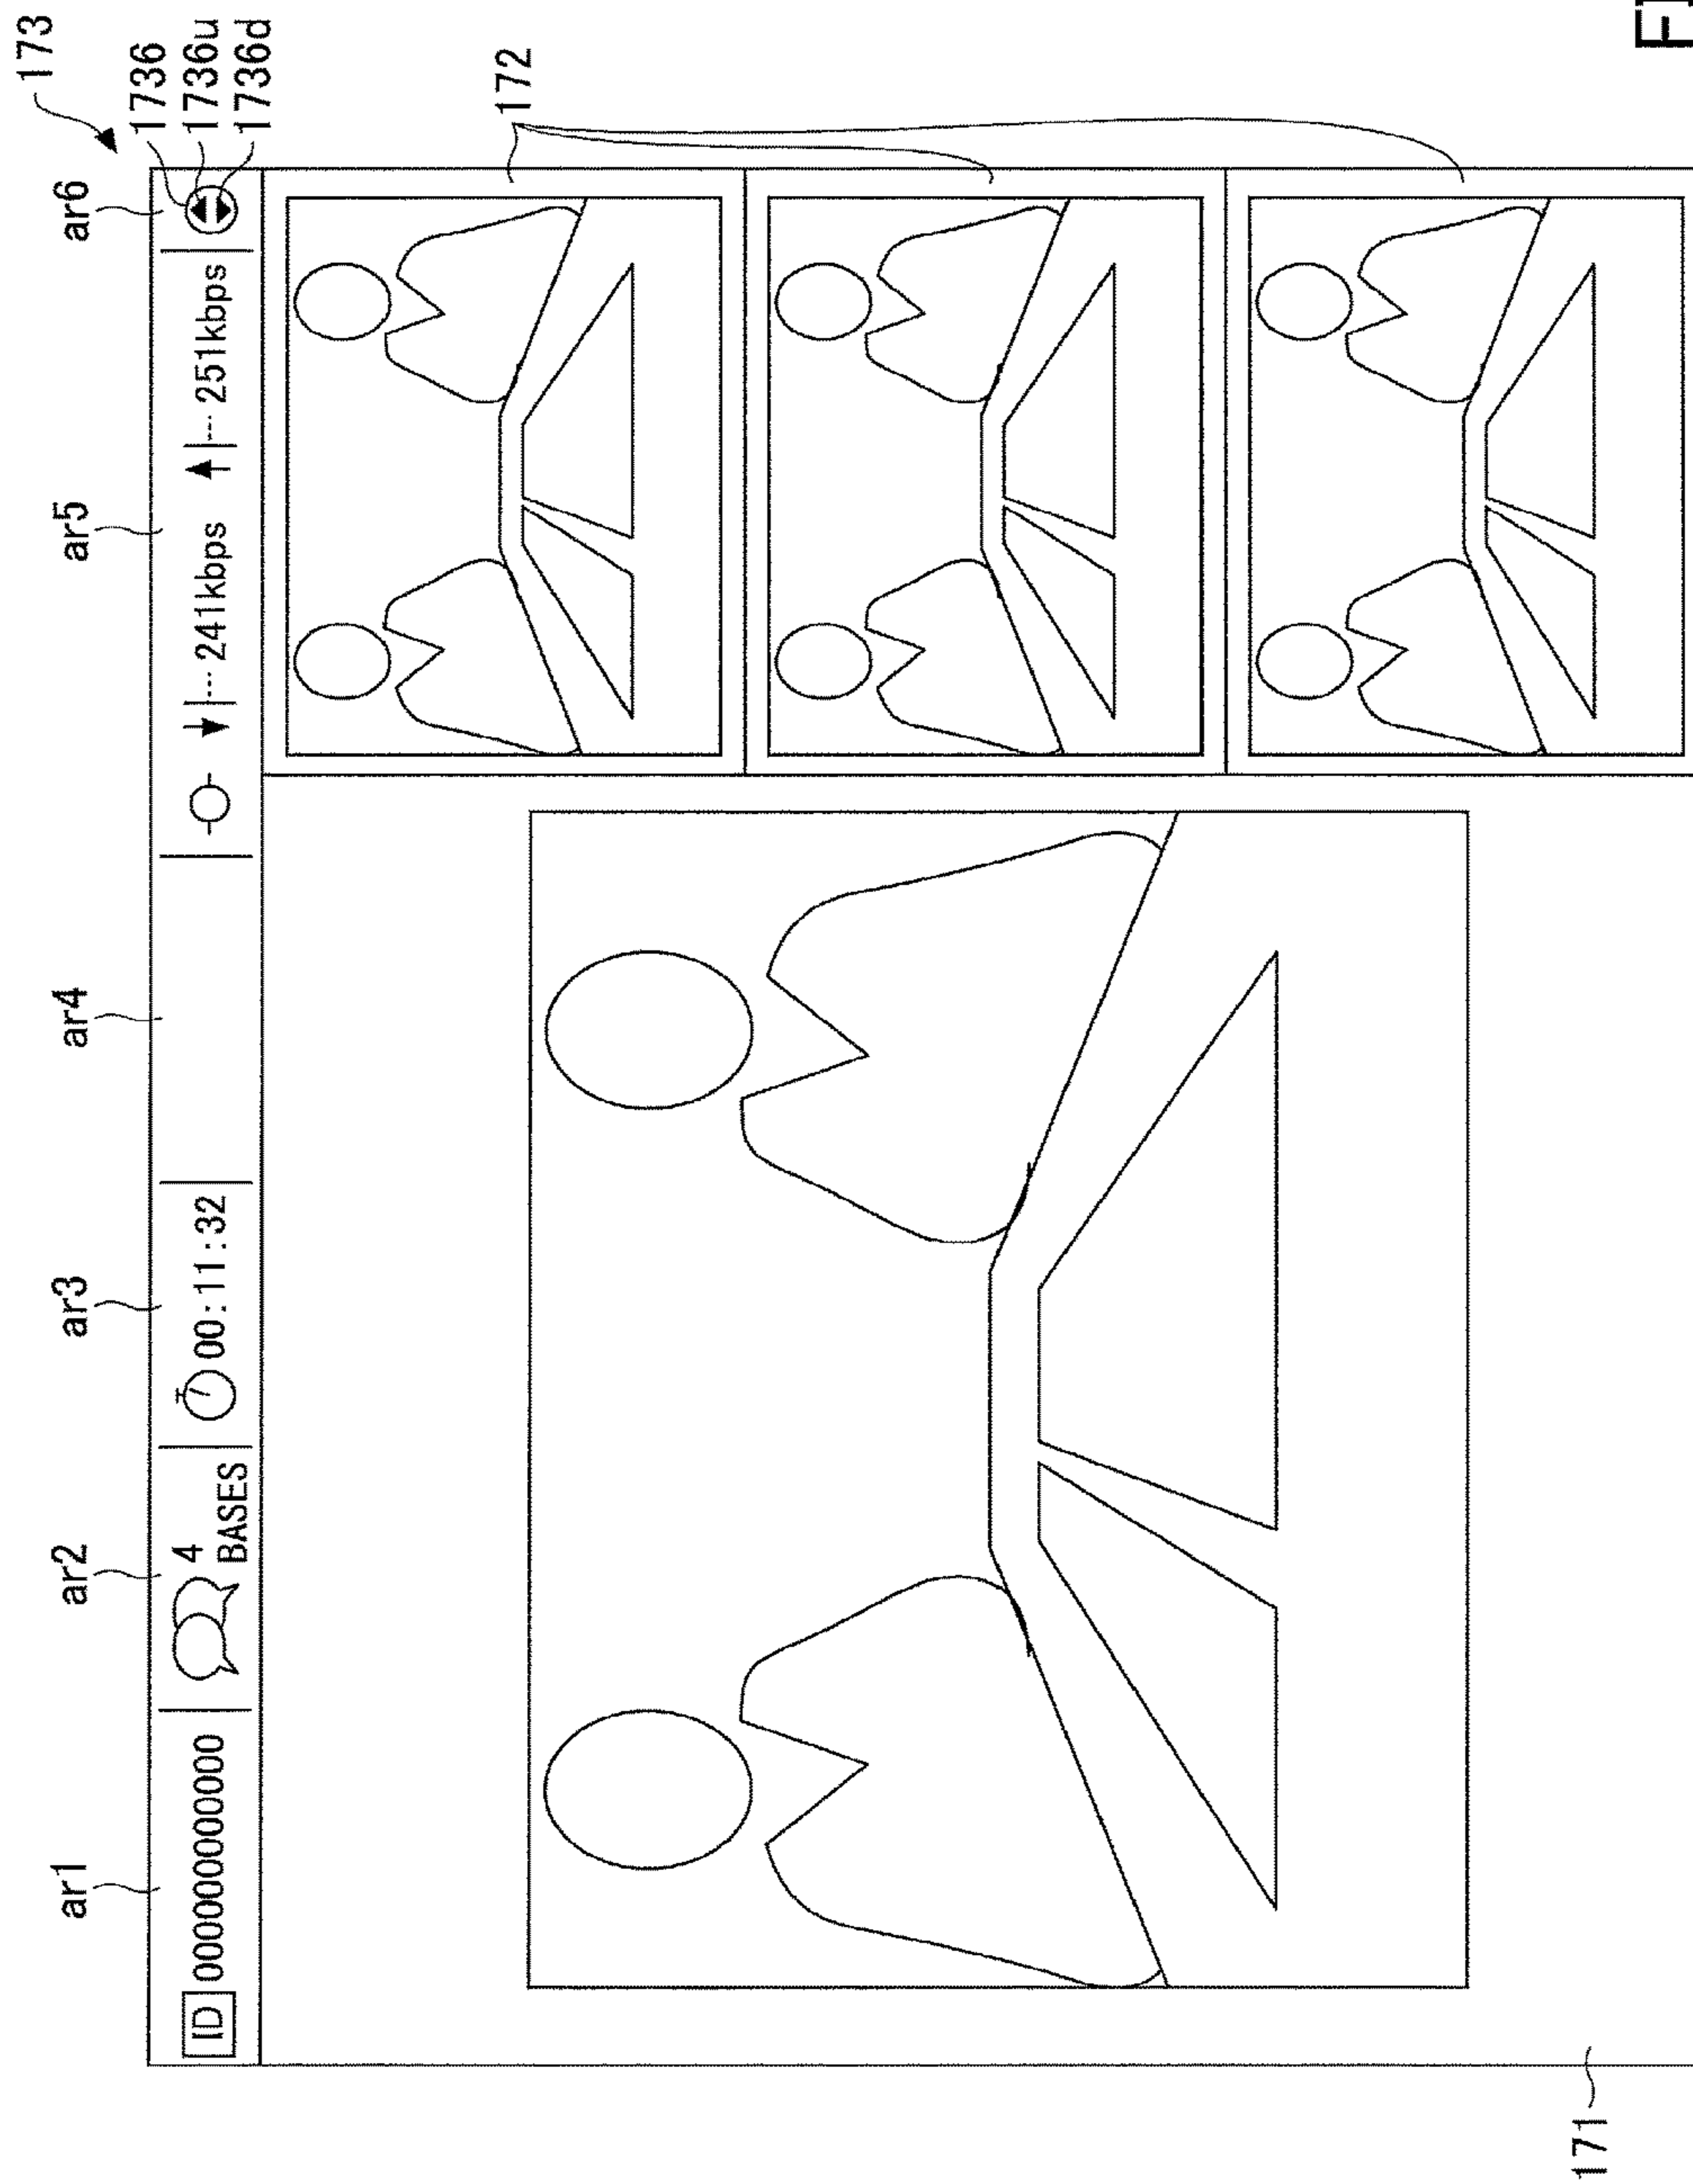 173
1736
1736u
1736d
ar1
ar2
ar3
ar4
ar5
ar6
ID 00000000000
4
BASES
00:11:32
241kbps
251kbps
172
171